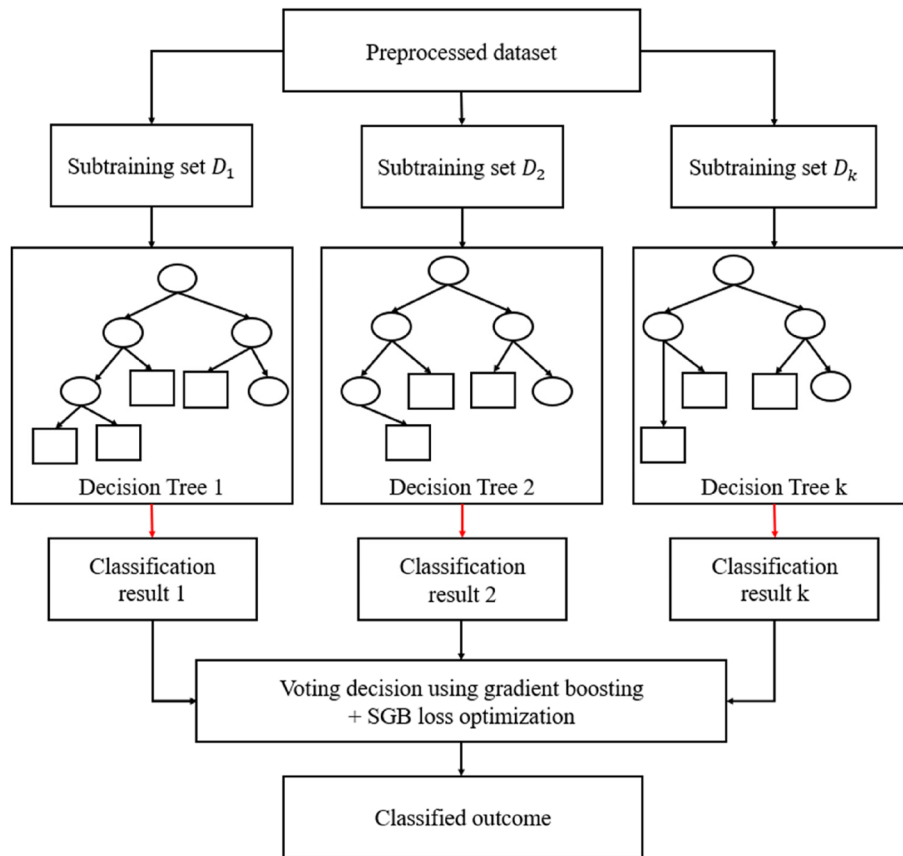 Preprocessed dataset
Subtraining set D₁
Subtraining set D₂
Subtraining set Dₖ
Decision Tree 1
Decision Tree 2
Decision Tree k
Classification
result 1
Classification
result 2
Classification
result k
Voting decision using gradient boosting
+ SGB loss optimization
Classified outcome